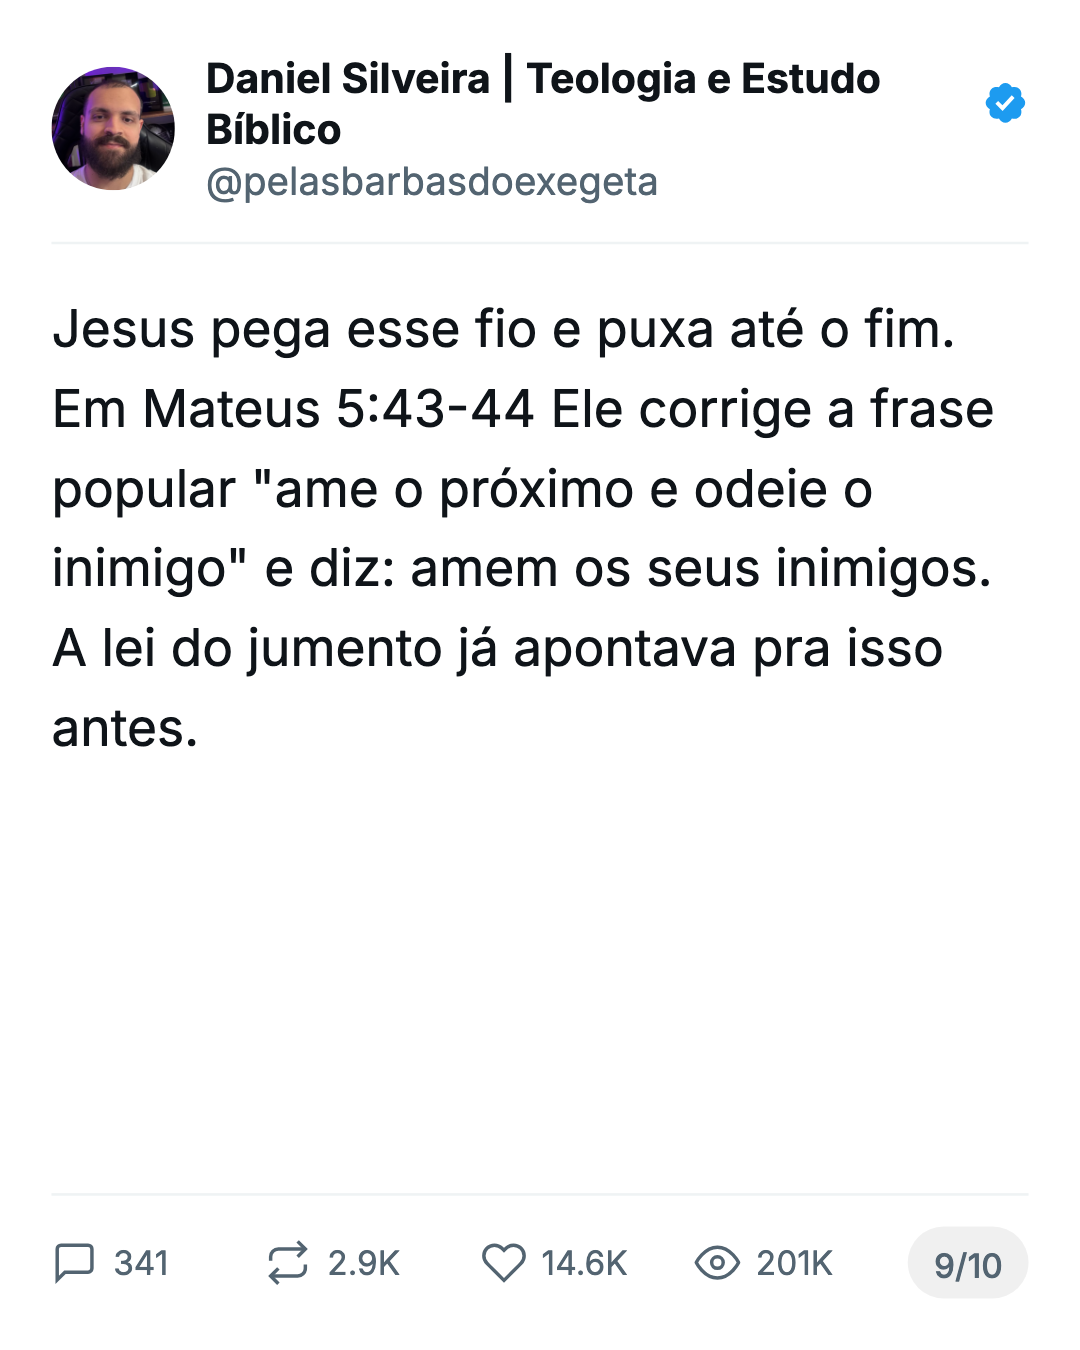 Daniel Silveira | Teologia e Estudo
Bíblico
@pelasbarbasdoexegeta
Jesus pega esse fio e puxa até o fim.
Em Mateus 5:43-44 Ele corrige a frase
popular "ame o próximo e odeie o
inimigo" e diz: amem os seus inimigos.
A lei do jumento já apontava pra isso
antes.
341 2.9K 14.6K 201K 9/10